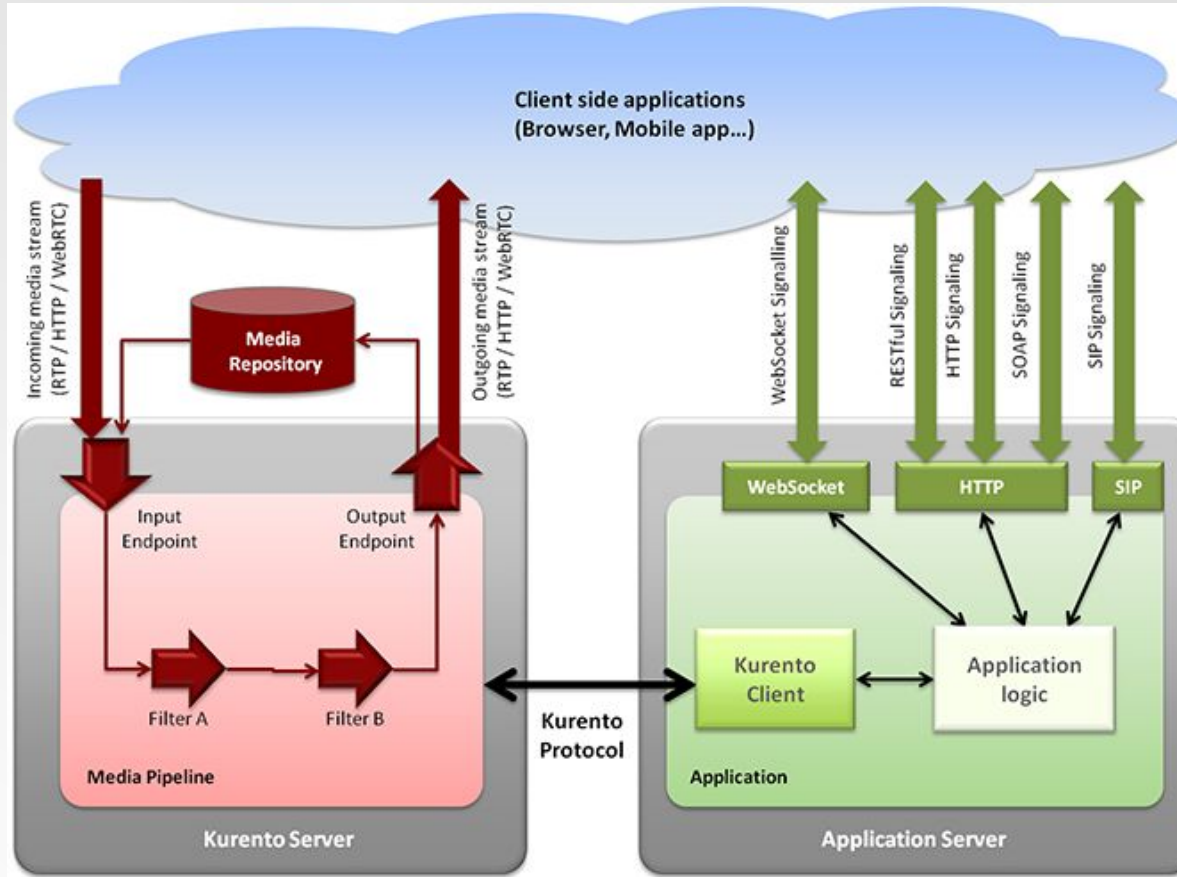 Client side applications
(Browser, Mobile app...)
Incoming media stream
(RTP / HTTP / WebRTC)
Media
Repository
Outgoing media stream
(RTP / HTTP / WebRTC)
WebSocket Signalling
RESTful Signaling
HTTP Signaling
SOAP Signaling
SIP Signaling
Input
Endpoint
Output
Endpoint
Filter A
Filter B
Media Pipeline
Kurento Server
Kurento
Protocol
WebSocket
HTTP
SIP
Kurento
Client
Application
logic
Application
Application Server